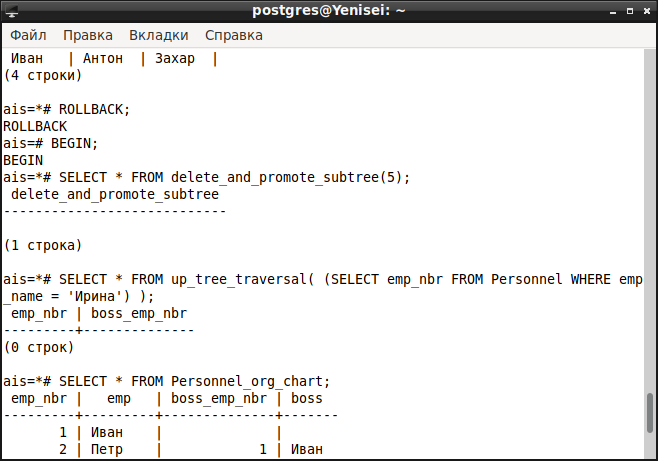 postgres@Yenisei: ~
Файл Правка Вкладки Справка
 Иван   | Антон  | Захар  |
(4 строки)

ais=*# ROLLBACK;
ROLLBACK
ais=# BEGIN;
BEGIN
ais=*# SELECT * FROM delete_and_promote_subtree(5);
 delete_and_promote_subtree
----------------------------

(1 строка)

ais=*# SELECT * FROM up_tree_traversal( (SELECT emp_nbr FROM Personnel WHERE emp
_name = 'Ирина') );
 emp_nbr | boss_emp_nbr
---------+--------------
(0 строк)

ais=*# SELECT * FROM Personnel_org_chart;
 emp_nbr |   emp   | boss_emp_nbr | boss
---------+---------+--------------+-------
       1 | Иван    |              |
       2 | Петр    |            1 | Иван